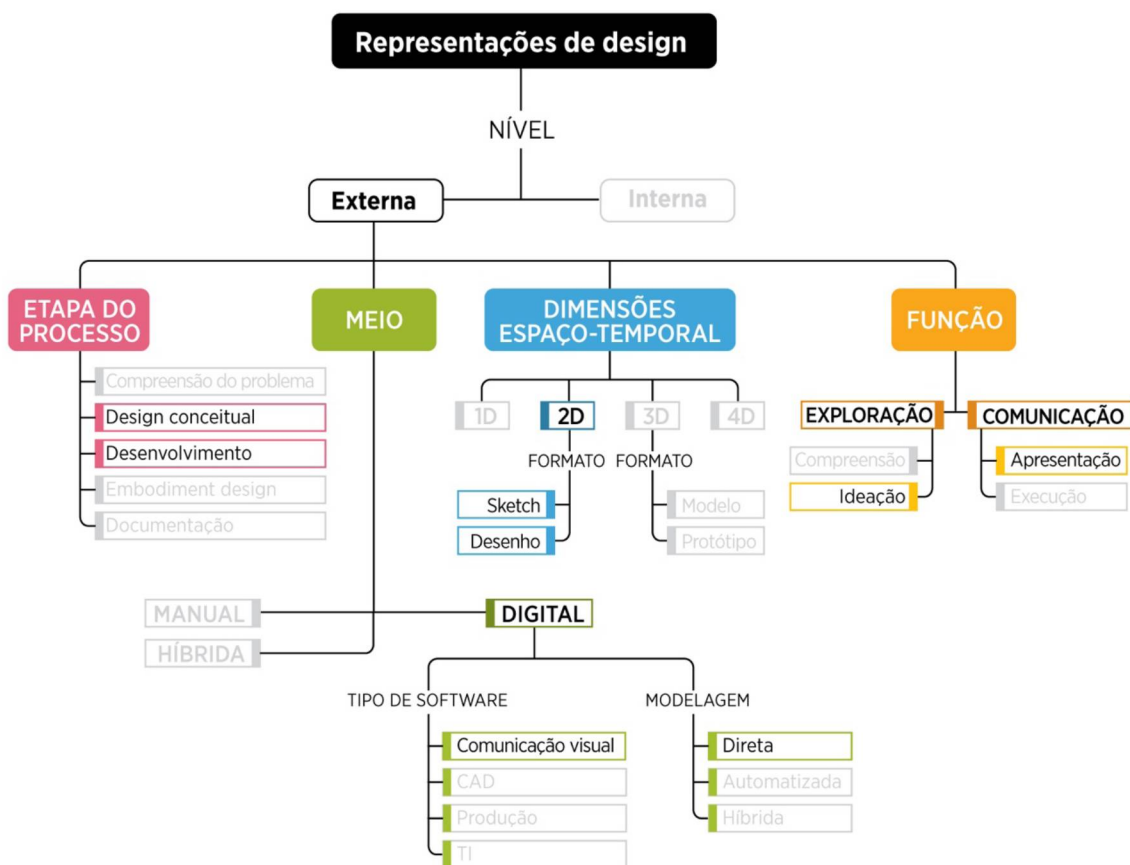 Representações de design
NÍVEL
Externa
Interna
ETAPA DO
PROCESSO
MEIO
DIMENSÕES
ESPAÇO-TEMPORAL
FUNÇÃO
Compreensão do problema
Design conceitual
Desenvolvimento
Embodiment design
Documentação
1D
2D
3D
4D
FORMATO
FORMATO
Sketch
Desenho
Modelo
Protótipo
EXPLORAÇÃO
COMUNICAÇÃO
Compreensão
Ideação
Apresentação
Execução
MANUAL
HÍBRIDA
DIGITAL
TIPO DE SOFTWARE
MODELAGEM
Comunicação visual
CAD
Produção
TI
Direta
Automatizada
Híbrida